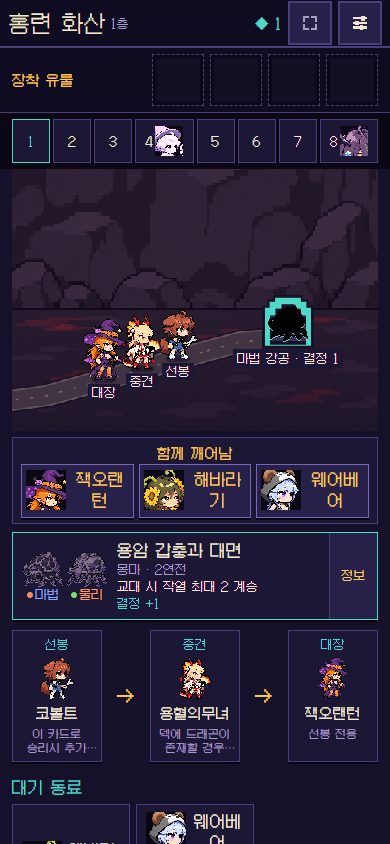 홍련 화산 1층
1
장착 유물
1 2 3 4 5 6 7 8
마법 강공 · 결정 1
선봉
중견
대장
함께 깨어남
잭오랜턴
해바라기
웨어베어
용암 갑충과 대면
몽마 · 2연전
교대 시 작열 최대 2 계승
결정 +1
마법 물리
정보
선봉
코볼트
이 카드로
승리시 추가…
→
중견
용혈의무녀
덱에 드래곤이
존재할 경우…
→
대장
잭오랜턴
선봉 전용
대기 동료
웨어베어